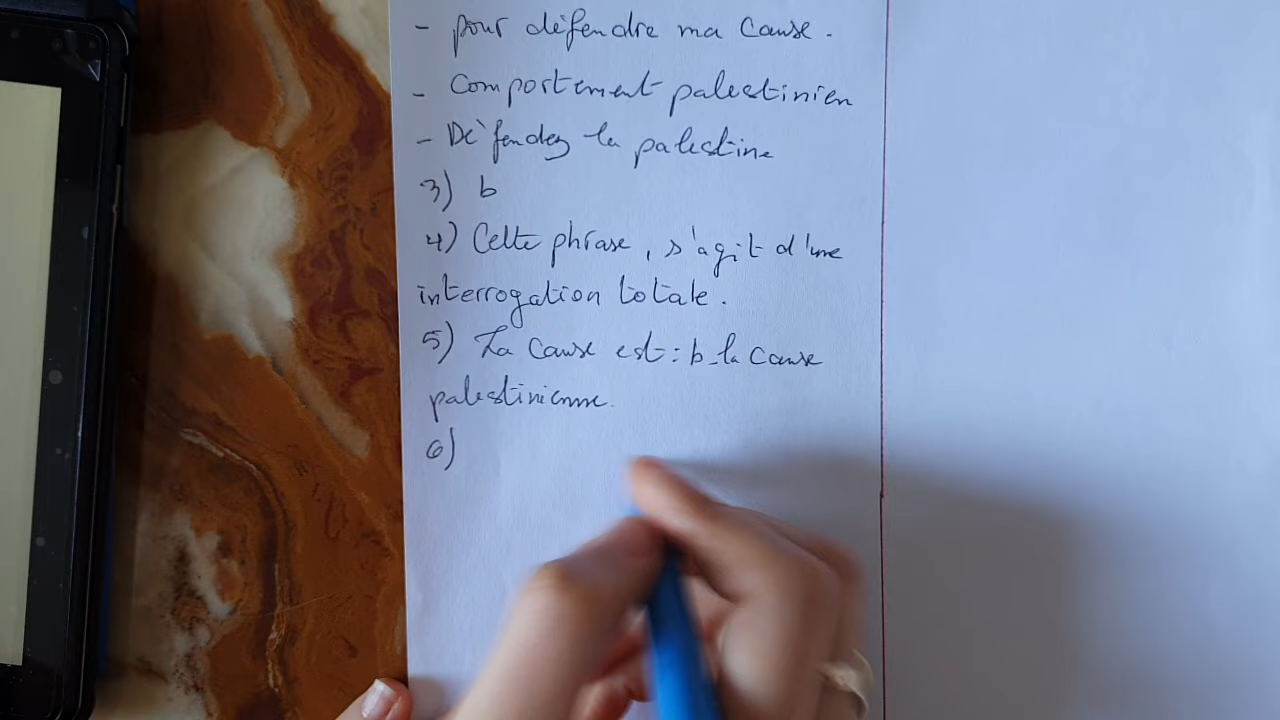 - pour défendre ma cause.
- Comportement palestinien
- Défendez la palestine
3) b
4) Cette phrase, s'agit d'une
interrogation totale.
5) La cause est : b-la cause
palestinienne.
6)